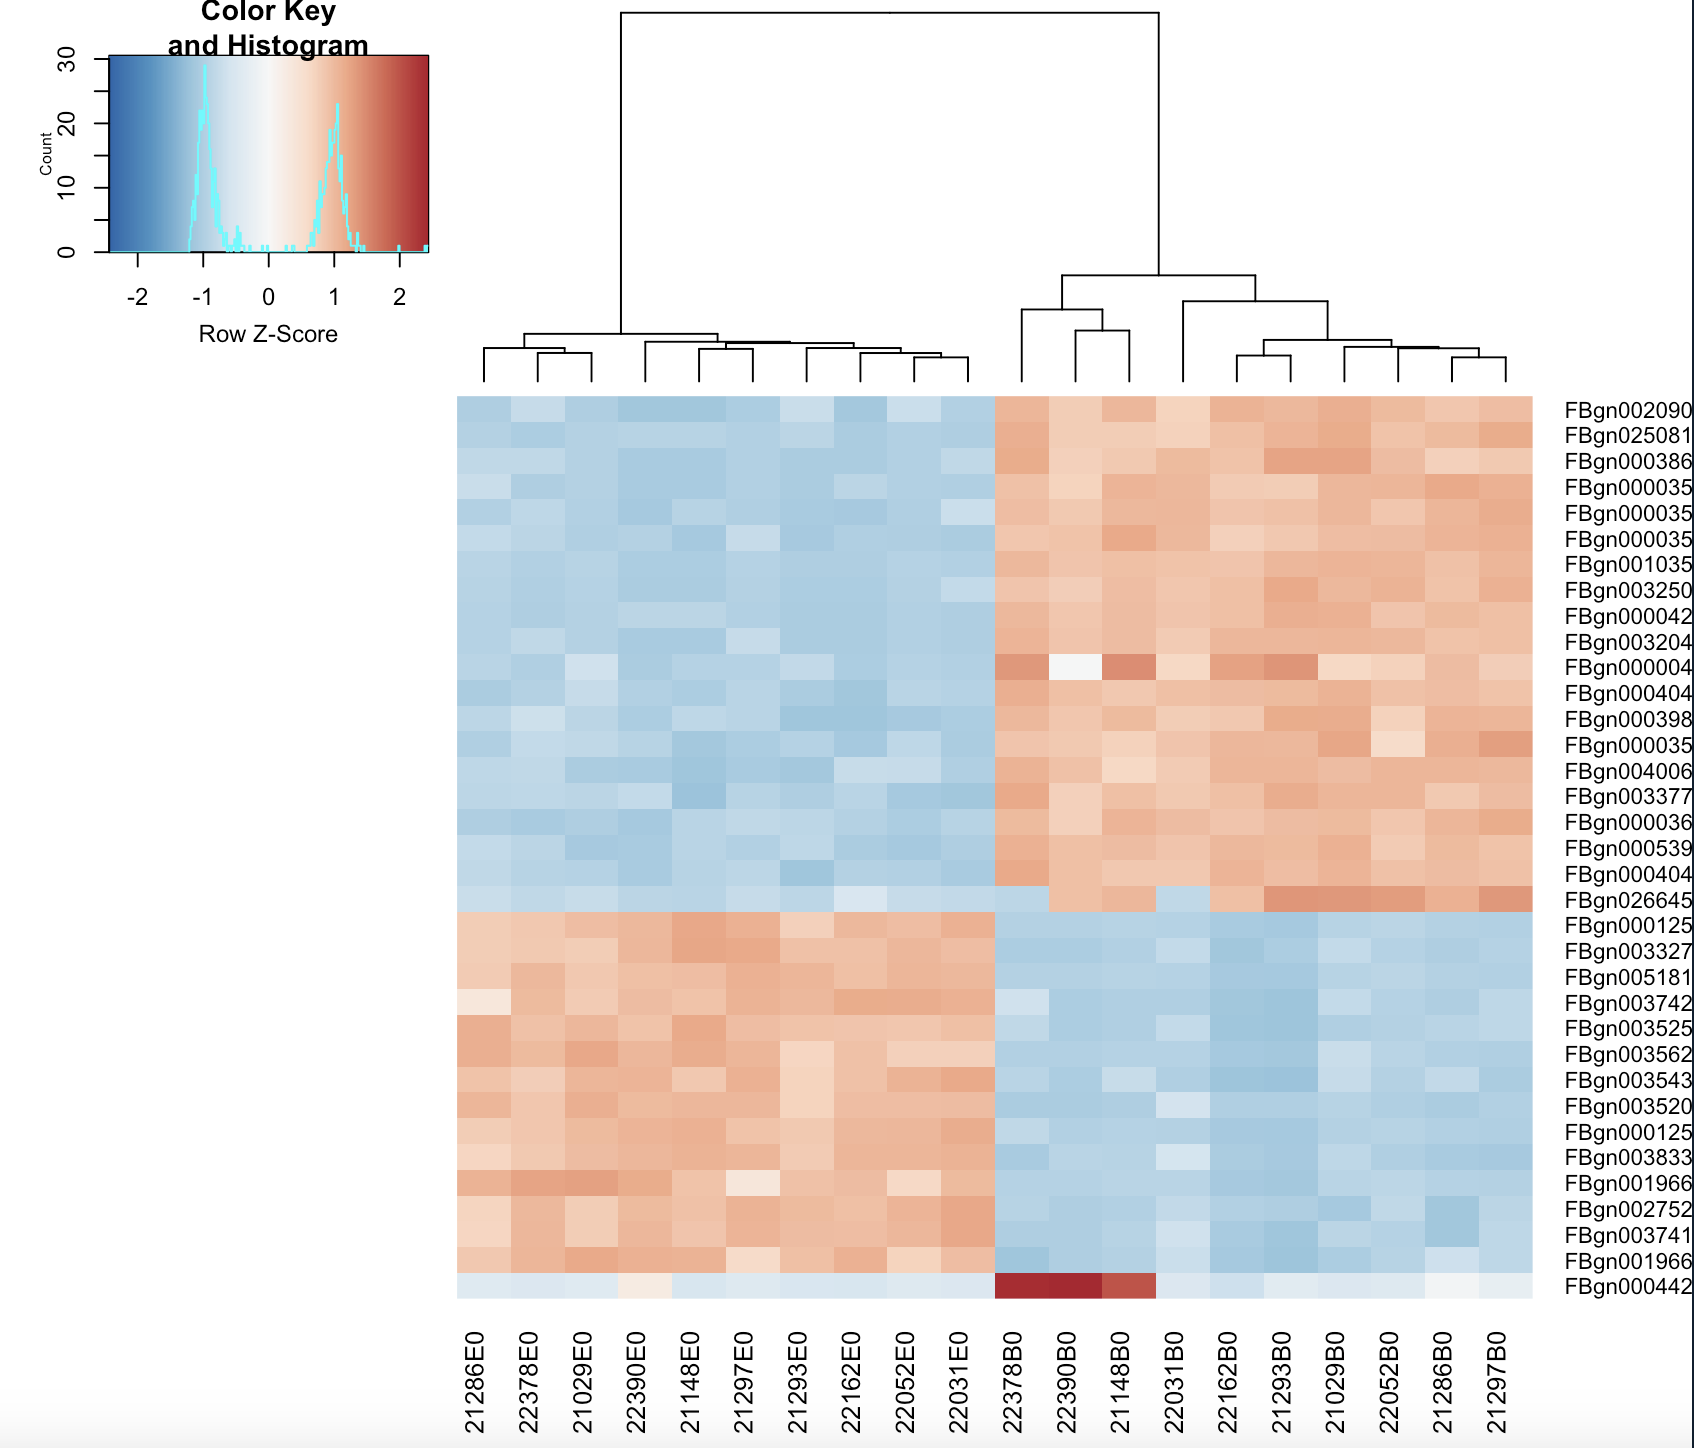 Color Key
and Histogram
30
20
10
0
Count
-2 -1 0 1 2
Row Z-Score
FBgn002090
FBgn025081
FBgn000386
FBgn000035
FBgn000035
FBgn000035
FBgn001035
FBgn003250
FBgn000042
FBgn003204
FBgn000004
FBgn000404
FBgn000398
FBgn000035
FBgn004006
FBgn003377
FBgn000036
FBgn000539
FBgn000404
FBgn026645
FBgn000125
FBgn003327
FBgn005181
FBgn003742
FBgn003525
FBgn003562
FBgn003543
FBgn003520
FBgn000125
FBgn003833
FBgn001966
FBgn002752
FBgn003741
FBgn001966
FBgn000442
21286E0
22378E0
21029E0
22390E0
21148E0
21297E0
21293E0
22162E0
22052E0
22031E0
22378B0
22390B0
21148B0
22031B0
22162B0
21293B0
21029B0
22052B0
21286B0
21297B0